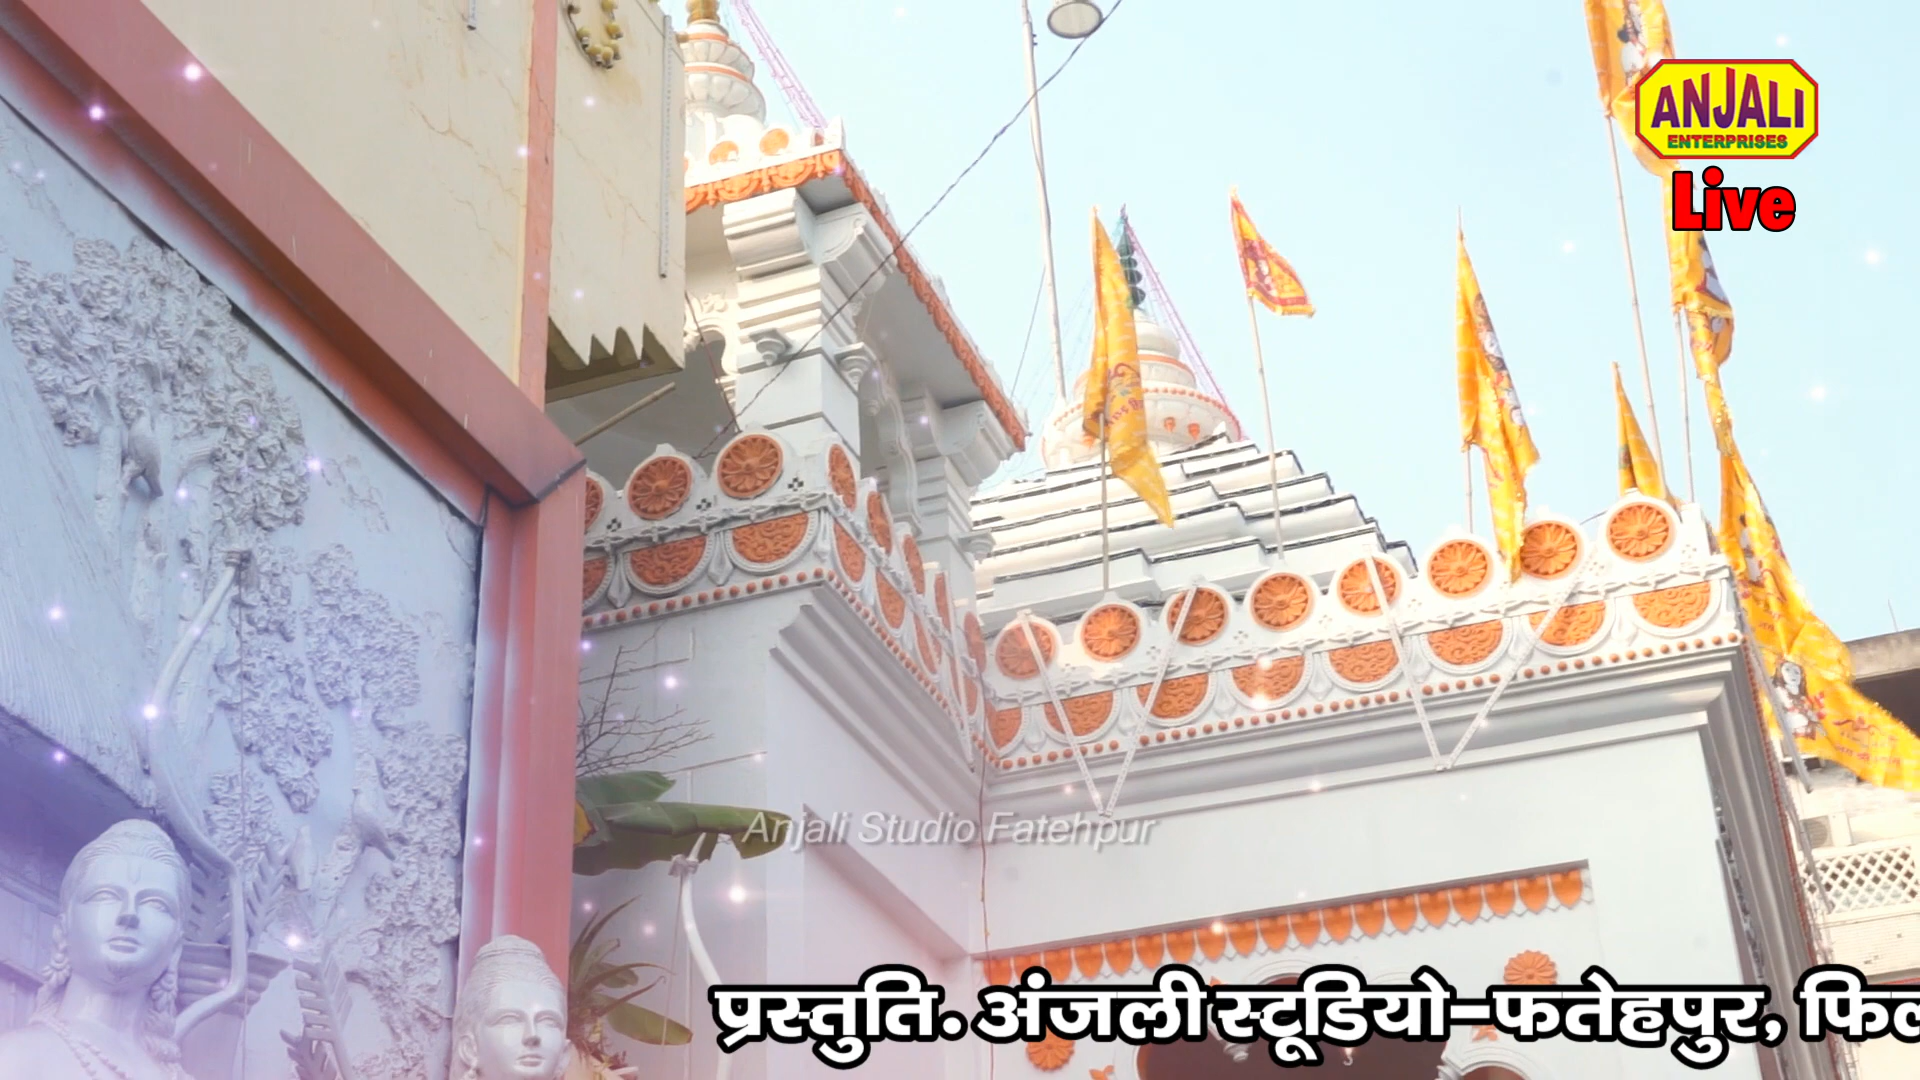 ANJALI
ENTERPRISES
Live
Anjali Studio Fatehpur
प्रस्तुति. अंजली स्टूडियो-फतेहपुर,